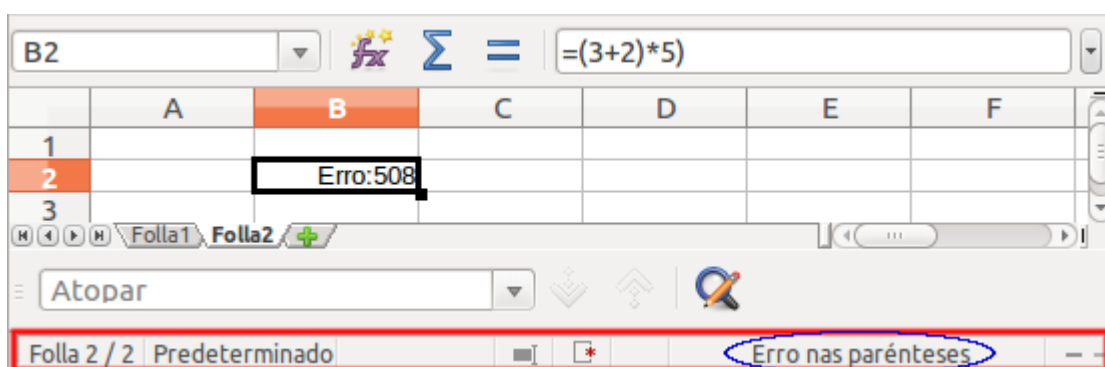 B2 fx Σ = =(3+2)*5)
A B C D E F
1
2 Erro:508
3
Folla1 Folla2
Atopar
Folla 2 / 2 Predeterminado * Erro nas parénteses